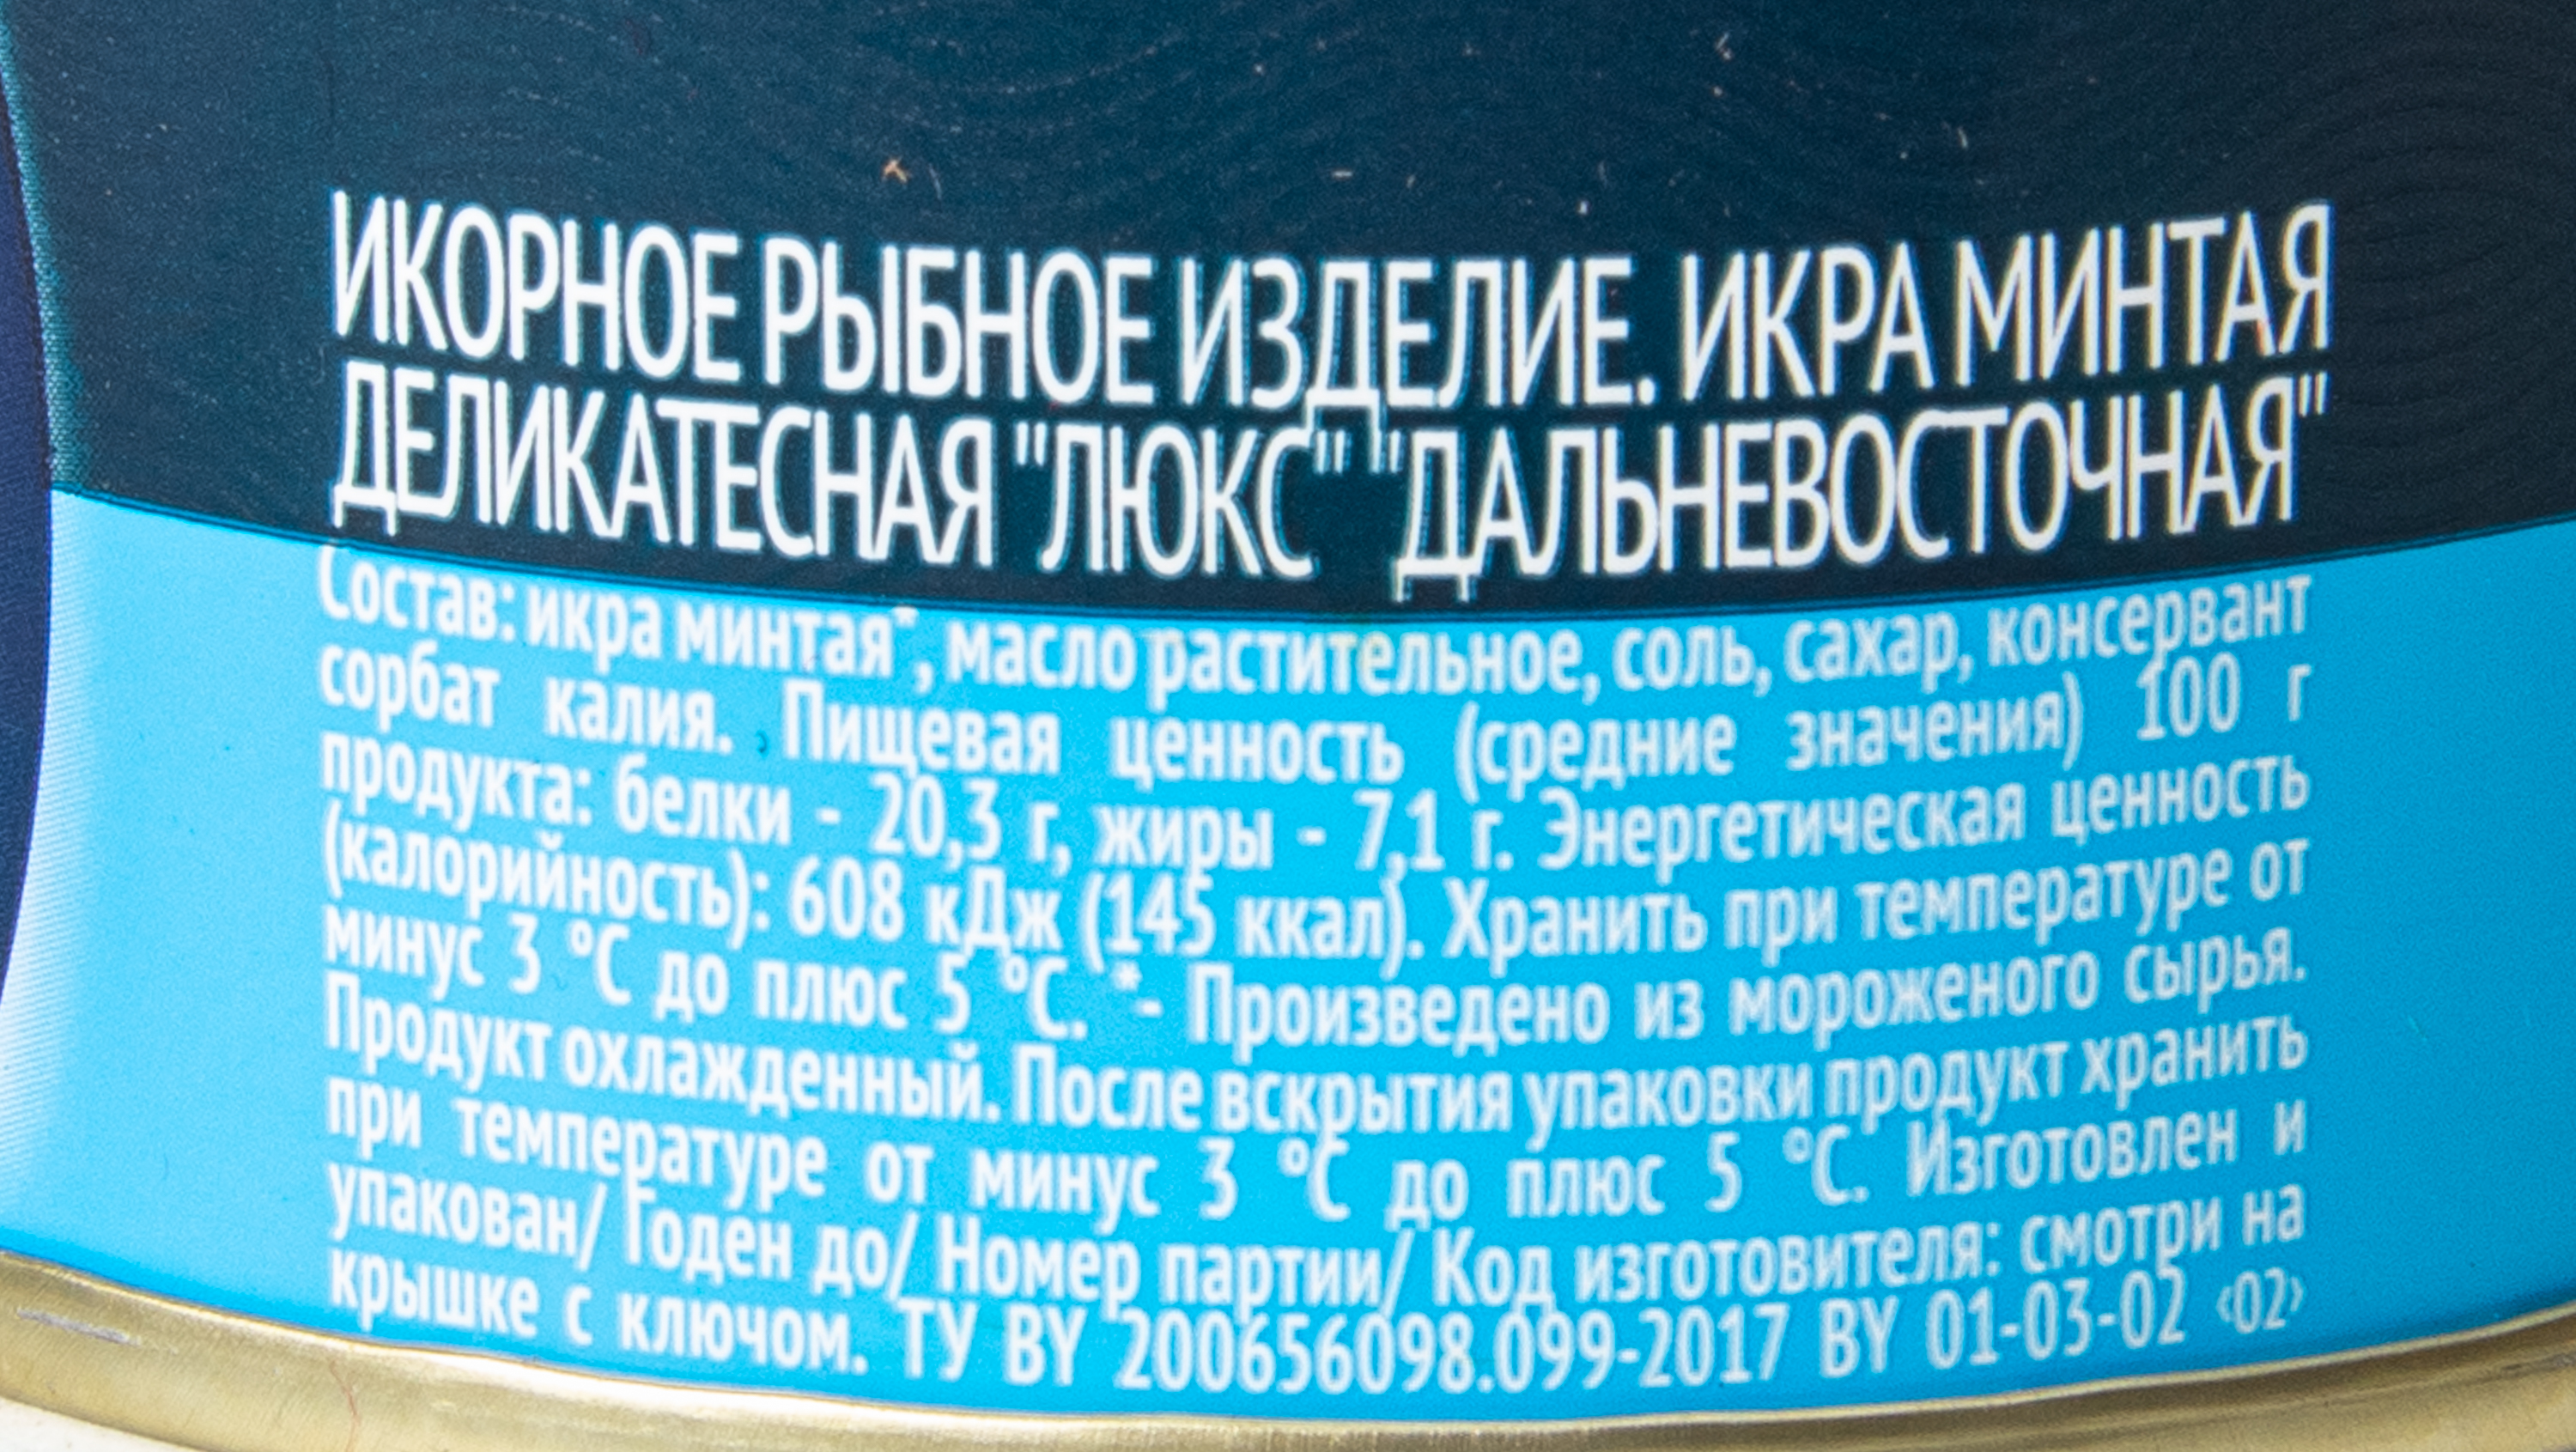 ИКОРНОЕ РЫБНОЕ ИЗДЕЛИЕ. ИКРА МИНТАЯ
ДЕЛИКАТЕСНАЯ "ЛЮКС" "ДАЛЬНЕВОСТОЧНАЯ"
Состав: икра минтая*, масло растительное, соль, сахар, консервант
сорбат калия. Пищевая ценность (средние значения) 100 г
продукта: белки - 20,3 г, жиры - 7,1 г. Энергетическая ценность
(калорийность): 608 кДж (145 ккал). Хранить при температуре от
минус 3 °С до плюс 5 °С. *- Произведено из мороженого сырья.
Продукт охлажденный. После вскрытия упаковки продукт хранить
при температуре от минус 3 °С до плюс 5 °С. Изготовлен и
упакован/ Годен до/ Номер партии/ Код изготовителя: смотри на
крышке с ключом. ТУ BY 200656098.099-2017 BY 01-03-02 ‹02›